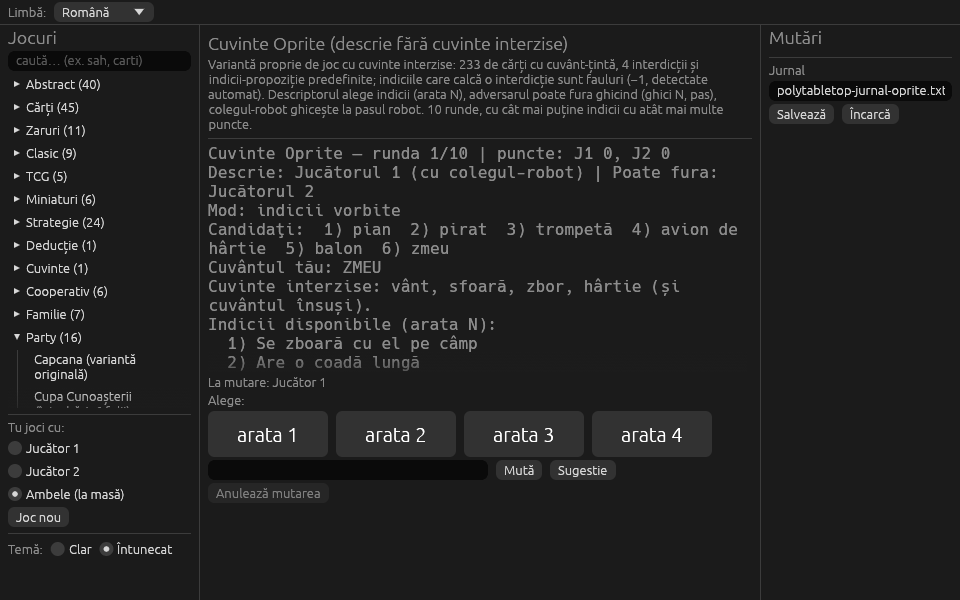 Limbă: Română
Jocuri
caută... (ex. sah, carti)
Abstract (40)
Cărți (45)
Zaruri (11)
Clasic (9)
TCG (5)
Miniaturi (6)
Strategie (24)
Deducție (1)
Cuvinte (1)
Cooperativ (6)
Familie (7)
Party (16)
Capcana (variantă
originală)
Cupa Cunoașterii
Tu joci cu:
Jucător 1
Jucător 2
Ambele (la masă)
Joc nou
Temă: Clar Întunecat
Cuvinte Oprite (descrie fără cuvinte interzise)
Variantă proprie de joc cu cuvinte interzise: 233 de cărți cu cuvânt-țintă, 4 interdicții și
indicii-propoziție predefinite; indiciile care calcă o interdicție sunt fauluri (−1, detectate
automat). Descriptorul alege indicii (arata N), adversarul poate fura ghicind (ghici N, pas),
colegul-robot ghicește la pasul robot. 10 runde, cu cât mai puține indicii cu atât mai multe
puncte.
Cuvinte Oprite — runda 1/10 | puncte: J1 0, J2 0
Descrie: Jucătorul 1 (cu colegul-robot) | Poate fura:
Jucătorul 2
Mod: indicii vorbite
Candidați: 1) pian 2) pirat 3) trompetă 4) avion de
hârtie 5) balon 6) zmeu
Cuvântul tău: ZMEU
Cuvinte interzise: vânt, sfoară, zbor, hârtie (și
cuvântul însuși).
Indicii disponibile (arata N):
1) Se zboară cu el pe câmp
2) Are o coadă lungă
La mutare: Jucător 1
Alege:
arata 1 arata 2 arata 3 arata 4
Mută Sugestie
Anulează mutarea
Mutări
Jurnal
polytabletop-jurnal-oprite.txt
Salvează Încarcă